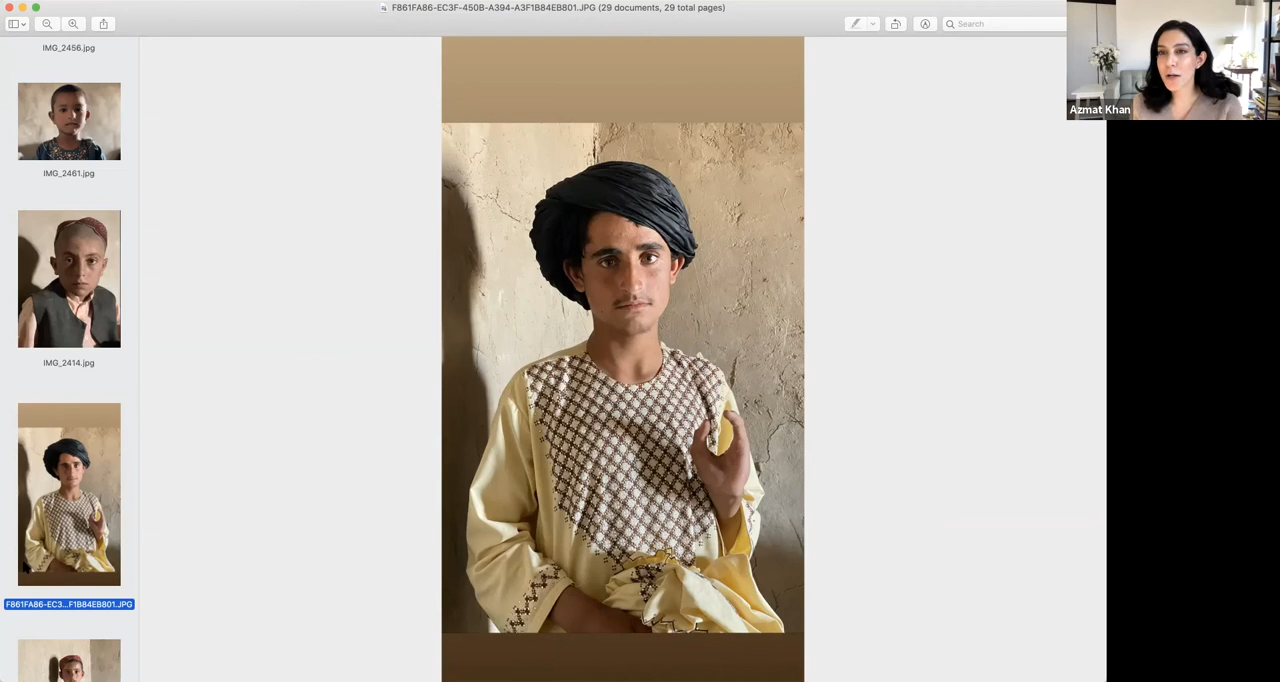 F861FA86-EC3F-450B-A394-A3F1B84EB801.JPG (29 documents, 29 total pages)
Search
IMG_2456.jpg
IMG_2461.jpg
IMG_2414.jpg
F861FA86-EC3...F1B84EB801.JPG
Azmat Khan